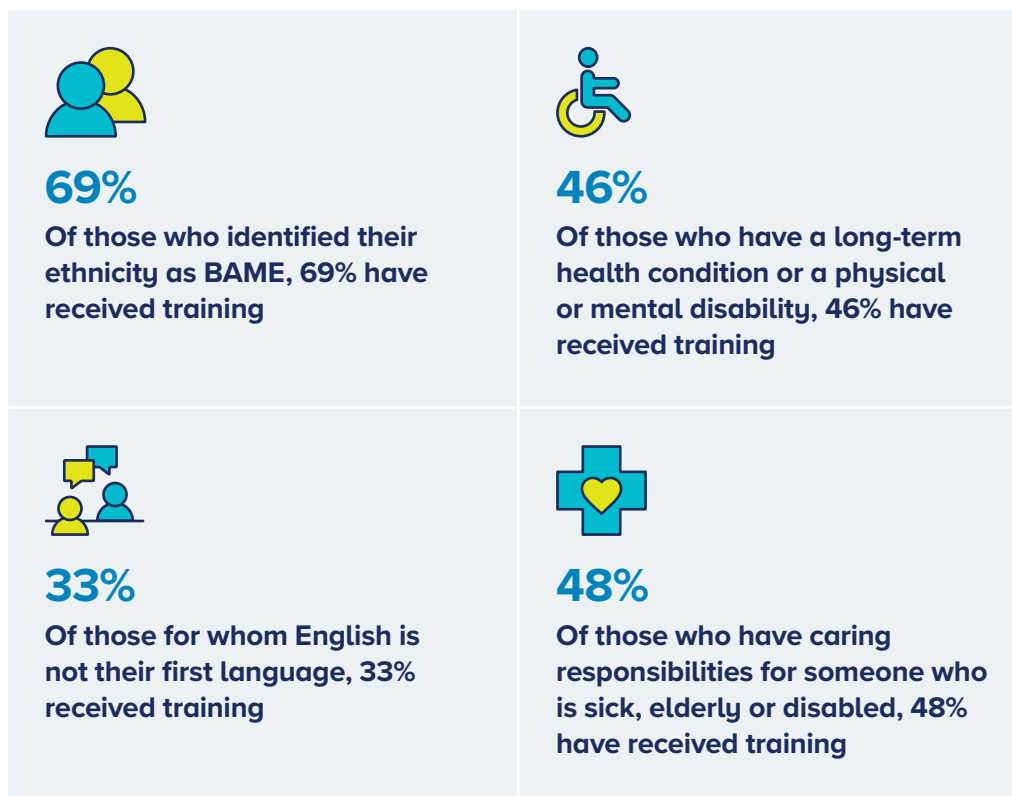 69%
Of those who identified their
ethnicity as BAME, 69% have
received training
46%
Of those who have a long-term
health condition or a physical
or mental disability, 46% have
received training
33%
Of those for whom English is
not their first language, 33%
received training
48%
Of those who have caring
responsibilities for someone who
is sick, elderly or disabled, 48%
have received training